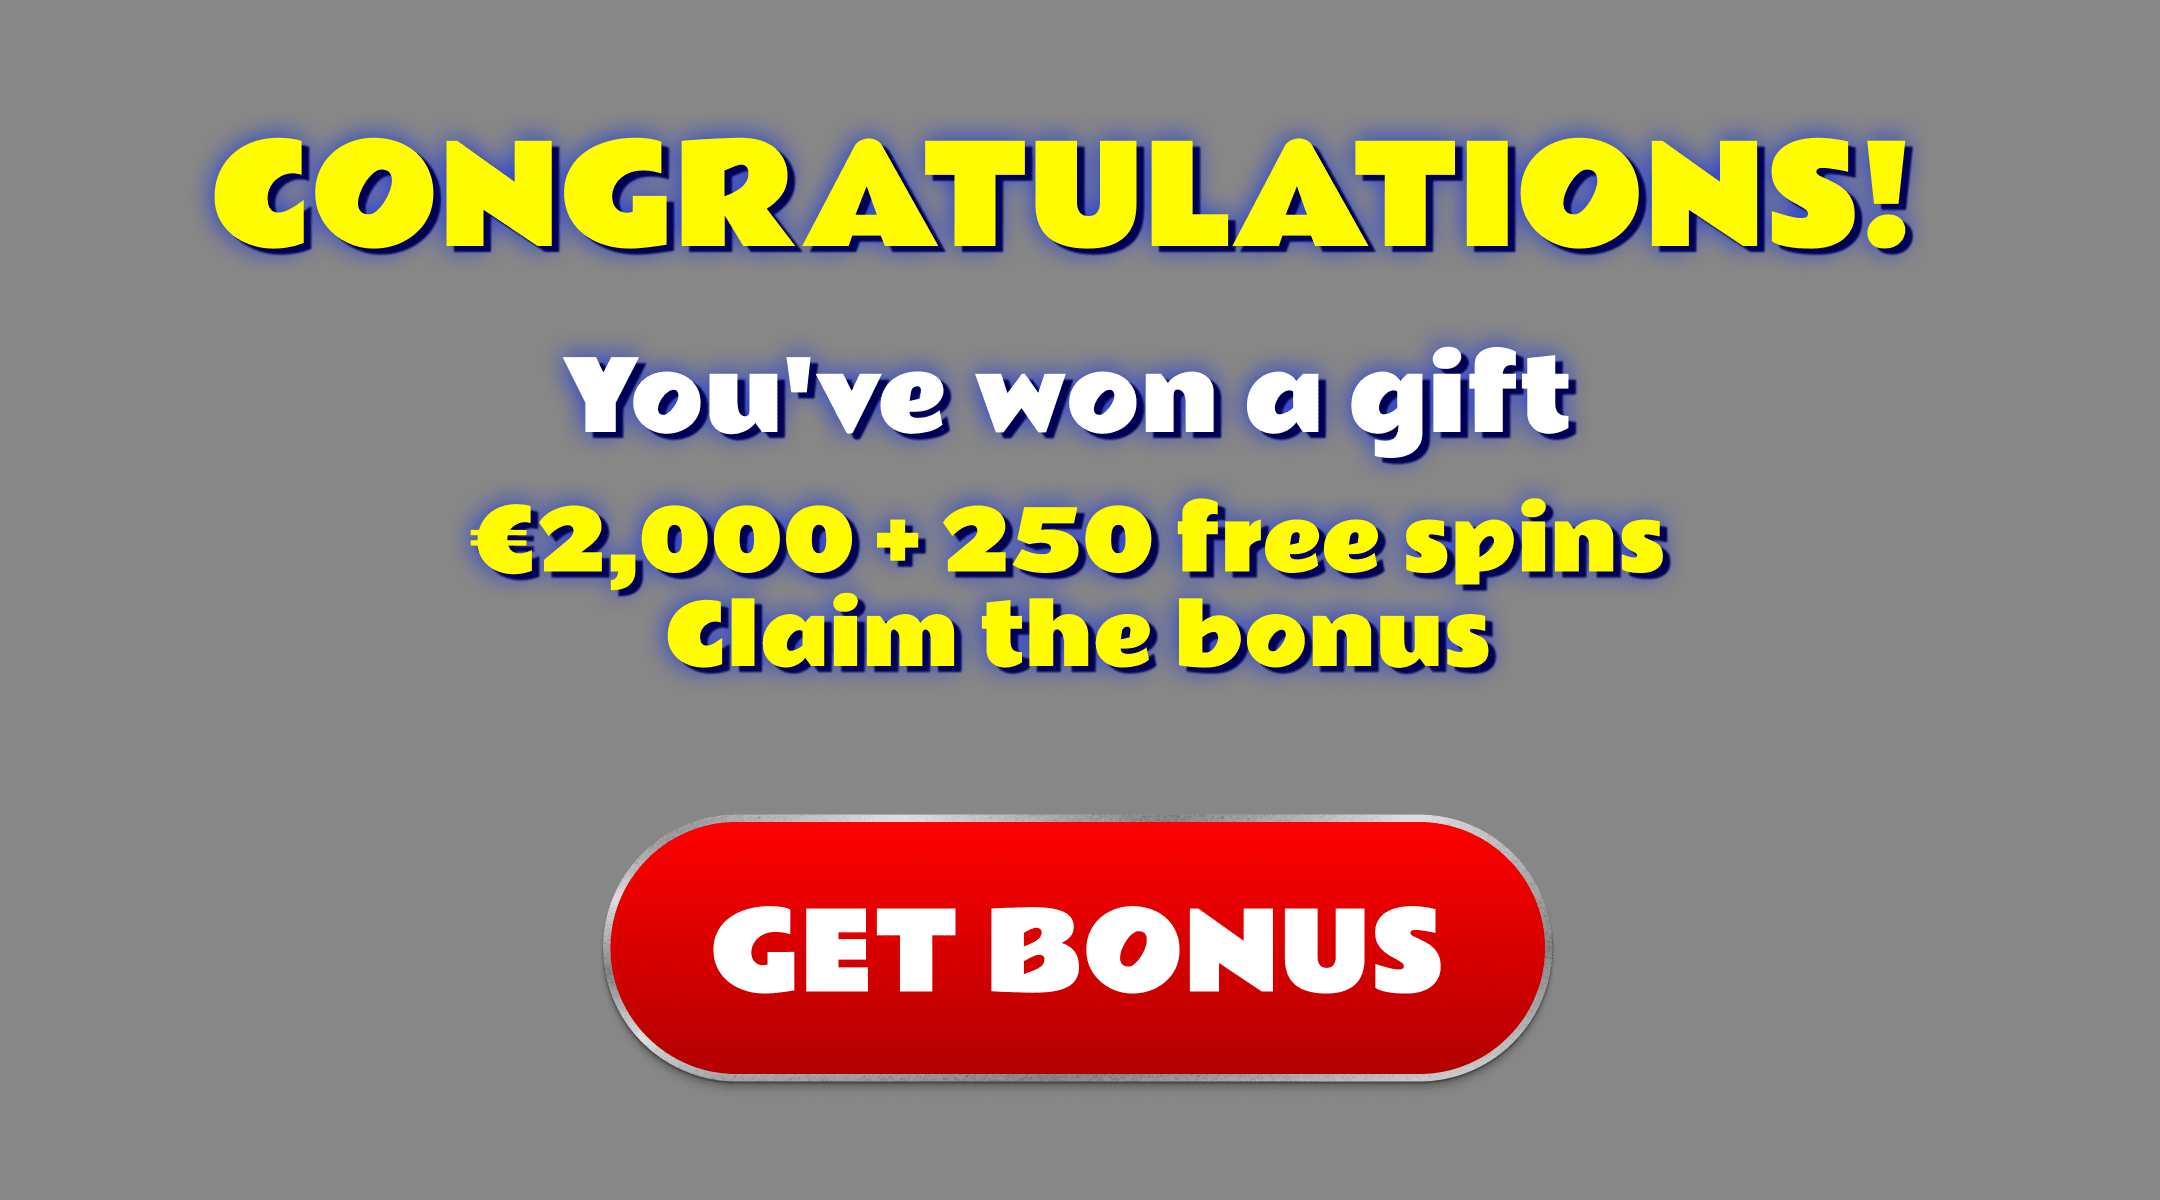 CONGRATULATIONS!
You've won a gift
€2,000 + 250 free spins
Claim the bonus
GET BONUS